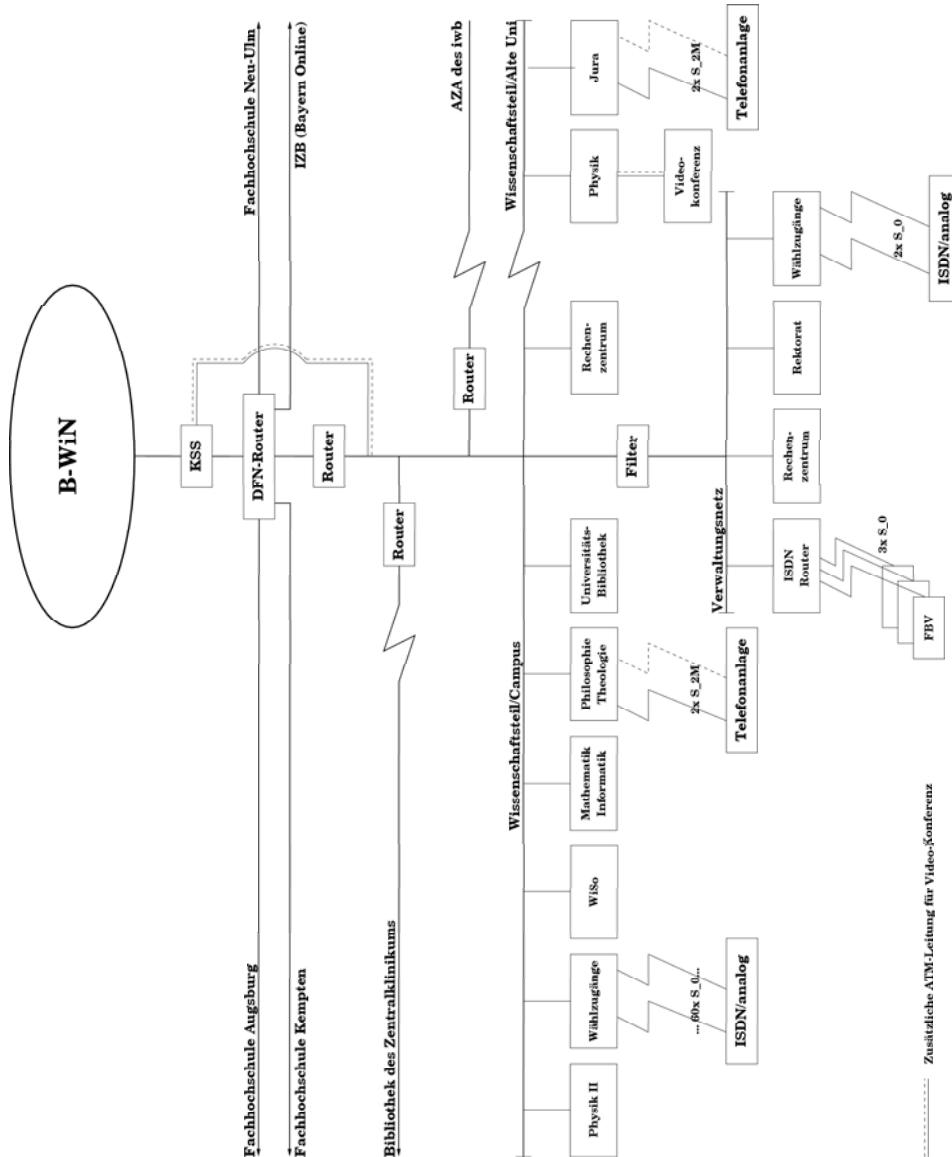 B-WiN
KSS
Fachhochschule Augsburg
Fachhochschule Neu-Ulm
DFN-Router
Fachhochschule Kempten
IZB (Bayern Online)
Router
Bibliothek des Zentralklinikums
Router
AZA des iwb
Router
Wissenschaftsteil/Campus
Wissenschaftsteil/Alte Uni
Physik II
Wählzugänge
WiSo
Mathematik
Informatik
Philosophie
Theologie
Universitäts-
Bibliothek
Rechen-
zentrum
Physik
Jura
... 60x S_0...
ISDN/analog
2x S_2M
Telefonanlage
Filter
Video-
konferenz
2x S_2M
Telefonanlage
Verwaltungsnetz
ISDN
Router
Rechen-
zentrum
Rektorat
Wählzugänge
3x S_0
FBV
2x S_0
ISDN/analog
Zusätzliche ATM-Leitung für Video-Konferenz